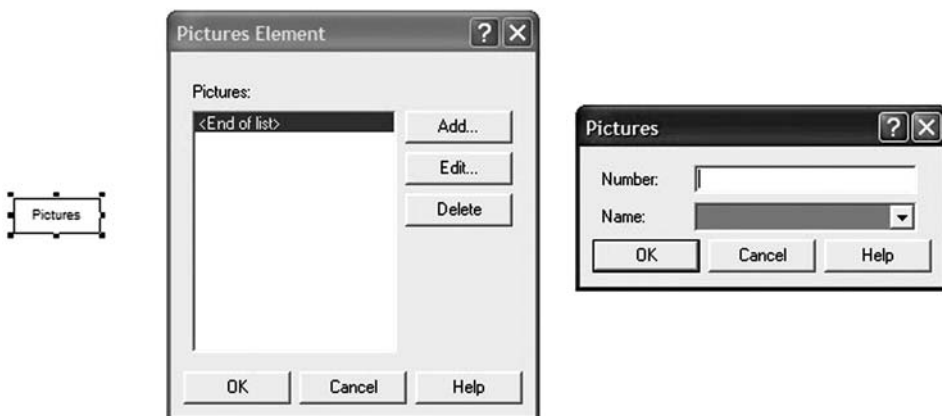 Pictures
Pictures Element
Pictures:
<End of list>
Add...
Edit...
Delete
OK
Cancel
Help
Pictures
Number:
Name:
OK
Cancel
Help